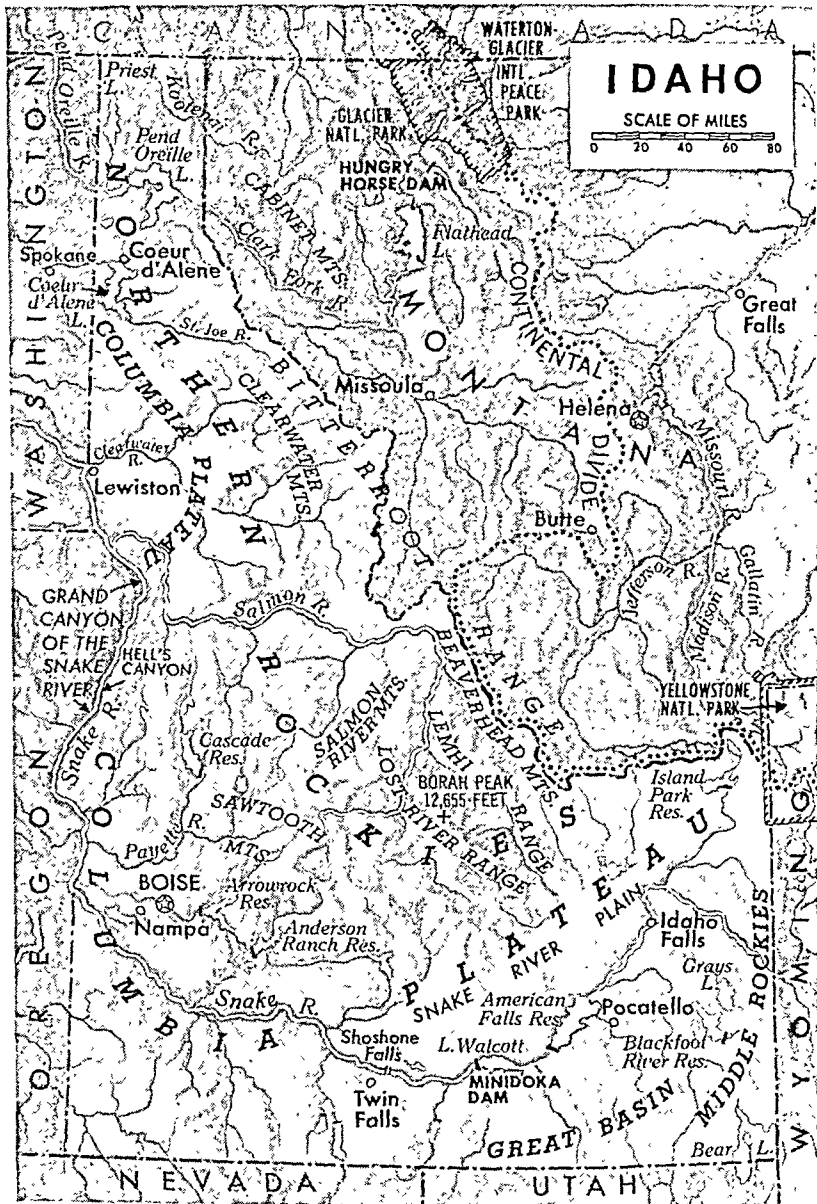 CANADA
WATERTON-
GLACIER
INTL.
PEACE
PARK
IDAHO
SCALE OF MILES
0 20 40 60 80
WASHINGTON
Pend Oreille R.
Priest
L.
Kootenai R.
GLACIER
NATL. PARK
Pend
Oreille
L.
HUNGRY
HORSE DAM
CABINET MTS.
Flathead
L.
Clark Fork R.
Spokane
Coeur
d'Alene
Coeur
d'Alene
L.
St. Joe R.
NORTHERN
ROCKIES
MONTANA
CONTINENTAL
DIVIDE
Great
Falls
COLUMBIA PLATEAU
BITTERROOT
RANGE
CLEARWATER
MTS.
Missoula
Helena
Missouri R.
Clearwater
R.
Lewiston
Butte
Jefferson R.
Madison R.
Gallatin R.
GRAND
CANYON
OF THE
SNAKE
RIVER
HELL'S
CANYON
Salmon R.
Snake R.
BEAVERHEAD MTS.
YELLOWSTONE
NATL. PARK
SALMON
RIVER MTS.
LEMHI
RANGE
Cascade
Res.
LOST RIVER RANGE
BORAH PEAK
12,655 FEET
Island
Park
Res.
OREGON
SAWTOOTH
MTS.
Payette
R.
BOISE
Nampa
Arrowrock
Res.
Anderson
Ranch Res.
COLUMBIA
PLATEAU
SNAKE RIVER PLAIN
Idaho
Falls
Grays
L.
Snake R.
American
Falls Res.
Pocatello
Blackfoot
River Res.
MIDDLE ROCKIES
WYOMING
Shoshone
Falls
L. Walcott
Twin
Falls
MINIDOKA
DAM
GREAT BASIN
Bear L.
NEVADA
UTAH